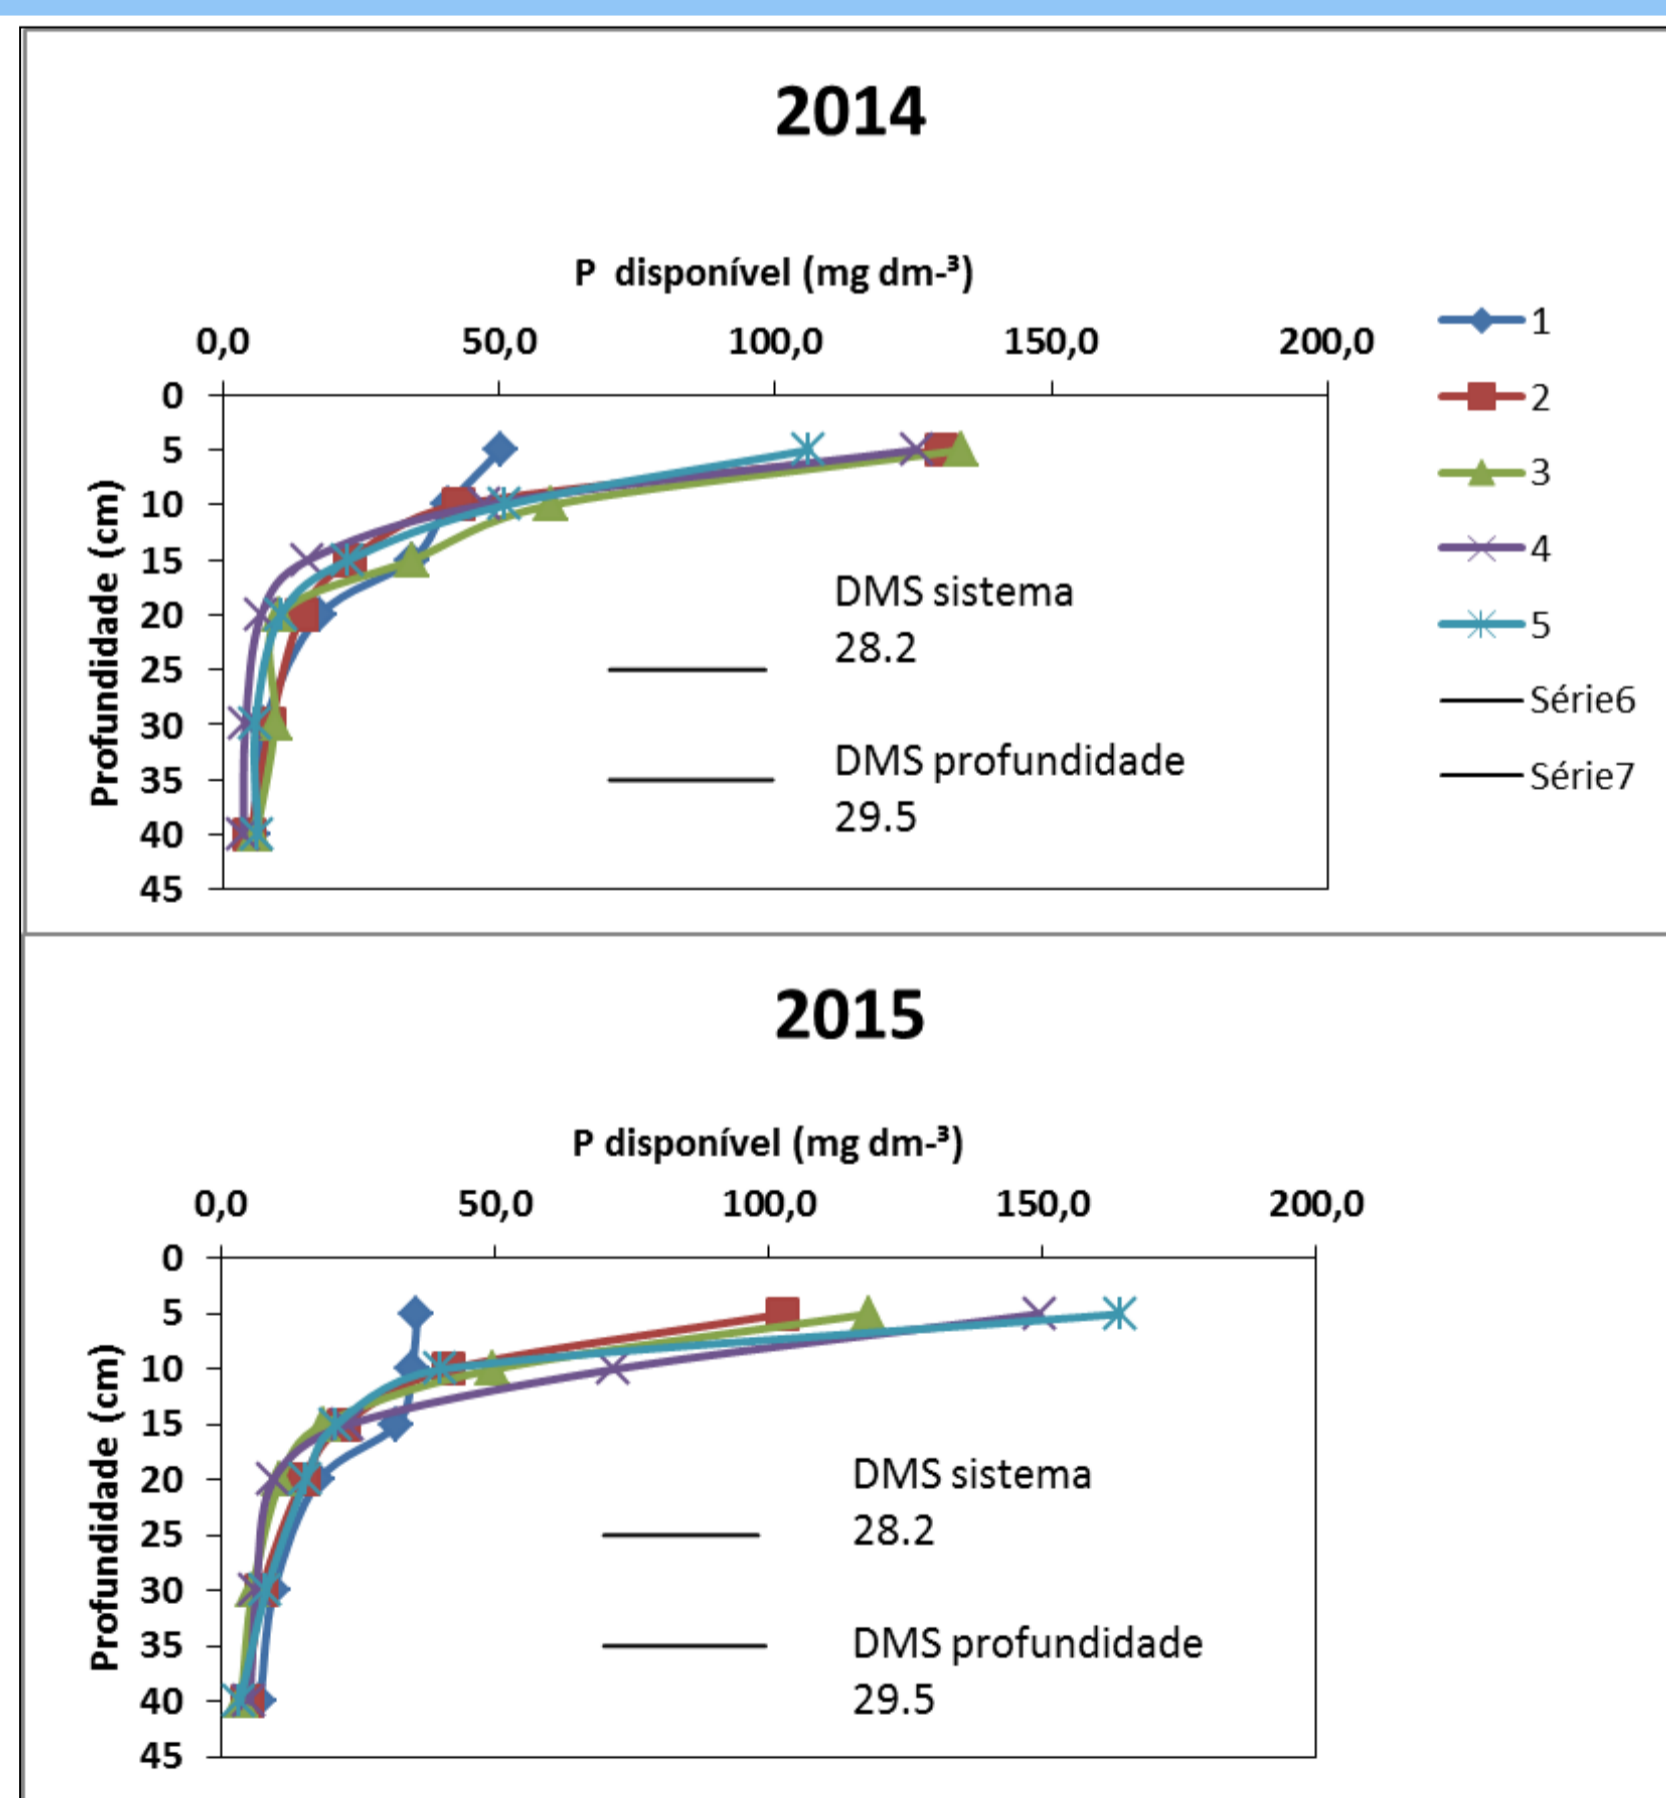 2014
P disponível (mg dm-³)
0,0 50,0 100,0 150,0 200,0
Profundidade (cm)
0
5
10
15
20
25
30
35
40
45
DMS sistema
28.2
DMS profundidade
29.5
1
2
3
4
5
Série6
Série7
2015
P disponível (mg dm-³)
0,0 50,0 100,0 150,0 200,0
Profundidade (cm)
0
5
10
15
20
25
30
35
40
45
DMS sistema
28.2
DMS profundidade
29.5